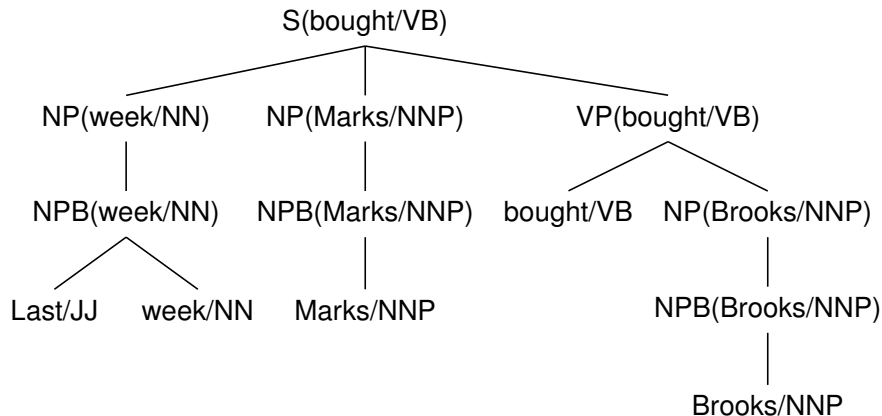 S(bought/VB)
NP(week/NN) NP(Marks/NNP) VP(bought/VB)
NPB(week/NN) NPB(Marks/NNP) bought/VB NP(Brooks/NNP)
Last/JJ week/NN Marks/NNP NPB(Brooks/NNP)
Brooks/NNP